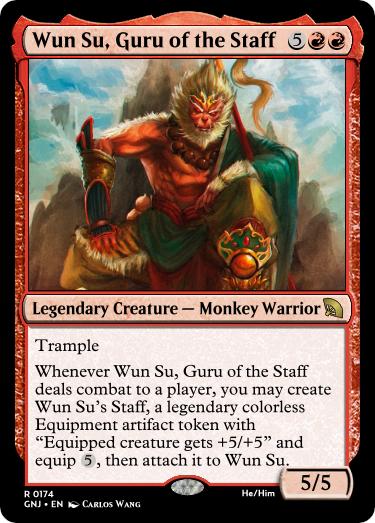 Wun Su, Guru of the Staff 5
Legendary Creature — Monkey Warrior
Trample
Whenever Wun Su, Guru of the Staff
deals combat to a player, you may create
Wun Su's Staff, a legendary colorless
Equipment artifact token with
“Equipped creature gets +5/+5” and
equip 5, then attach it to Wun Su.
5/5
R 0174
GNJ • EN Carlos Wang
He/Him